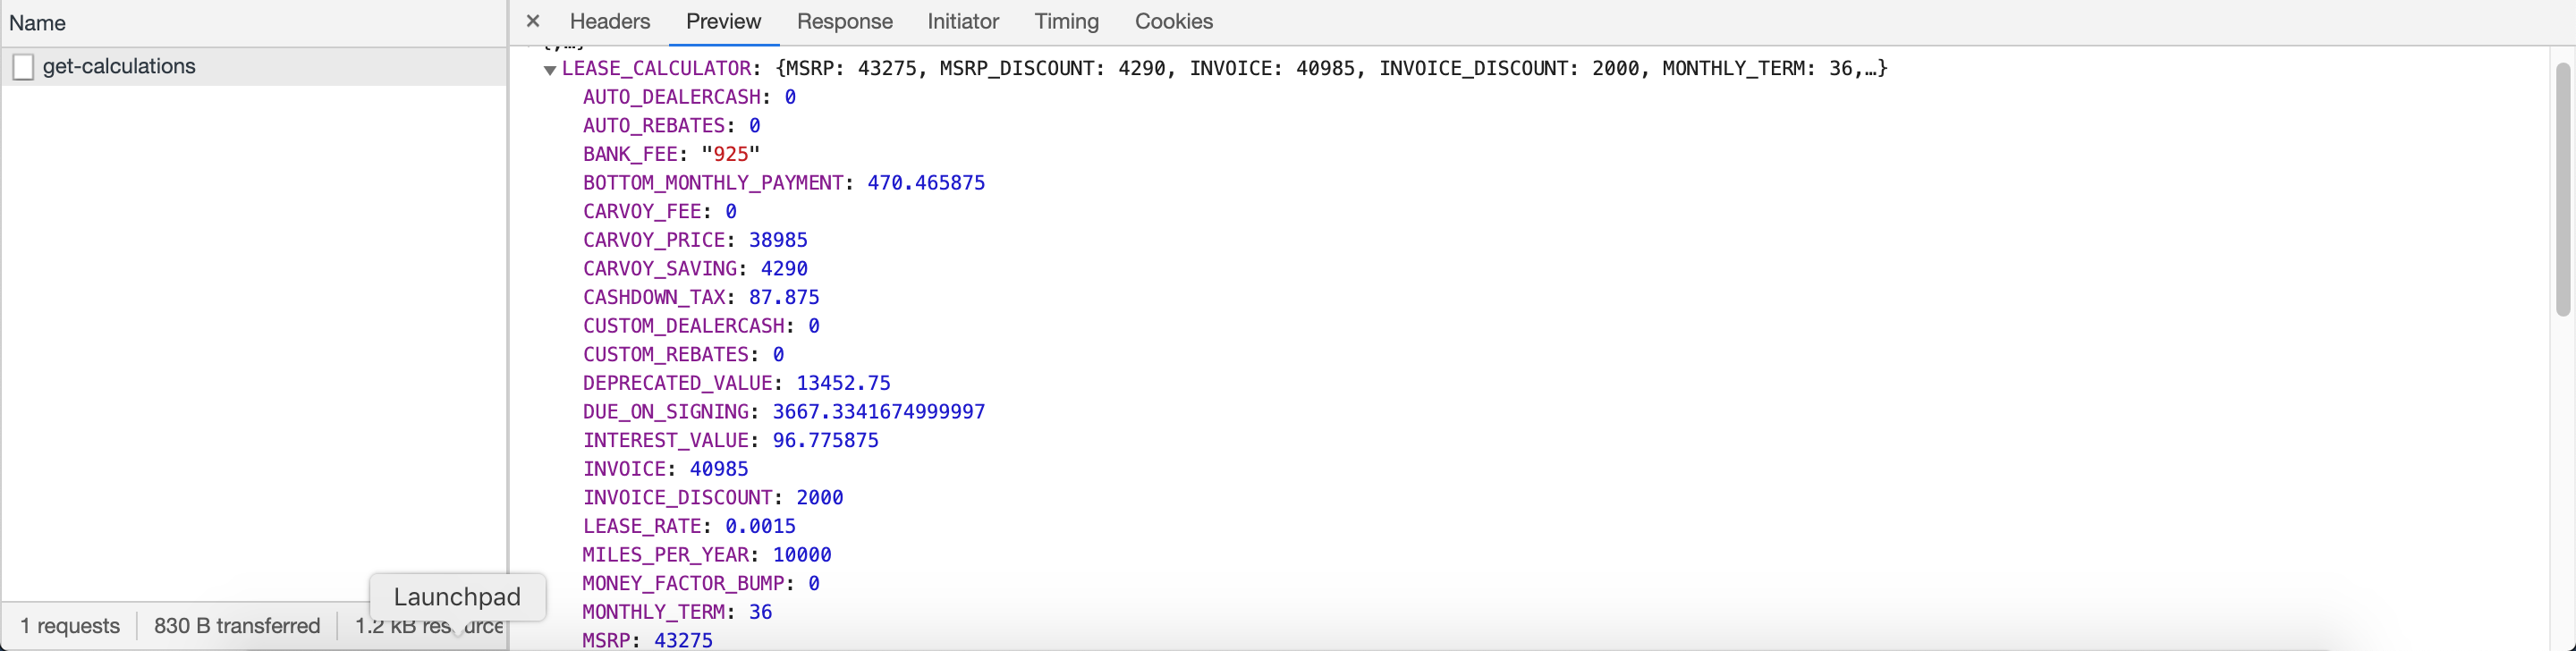 Name
× Headers Preview Response Initiator Timing Cookies
get-calculations
▼LEASE_CALCULATOR: {MSRP: 43275, MSRP_DISCOUNT: 4290, INVOICE: 40985, INVOICE_DISCOUNT: 2000, MONTHLY_TERM: 36,…}
AUTO_DEALERCASH: 0
AUTO_REBATES: 0
BANK_FEE: "925"
BOTTOM_MONTHLY_PAYMENT: 470.465875
CARVOY_FEE: 0
CARVOY_PRICE: 38985
CARVOY_SAVING: 4290
CASHDOWN_TAX: 87.875
CUSTOM_DEALERCASH: 0
CUSTOM_REBATES: 0
DEPRECATED_VALUE: 13452.75
DUE_ON_SIGNING: 3667.3341674999997
INTEREST_VALUE: 96.775875
INVOICE: 40985
INVOICE_DISCOUNT: 2000
LEASE_RATE: 0.0015
MILES_PER_YEAR: 10000
MONEY_FACTOR_BUMP: 0
MONTHLY_TERM: 36
MSRP: 43275
Launchpad
1 requests 830 B transferred 1.2 kB